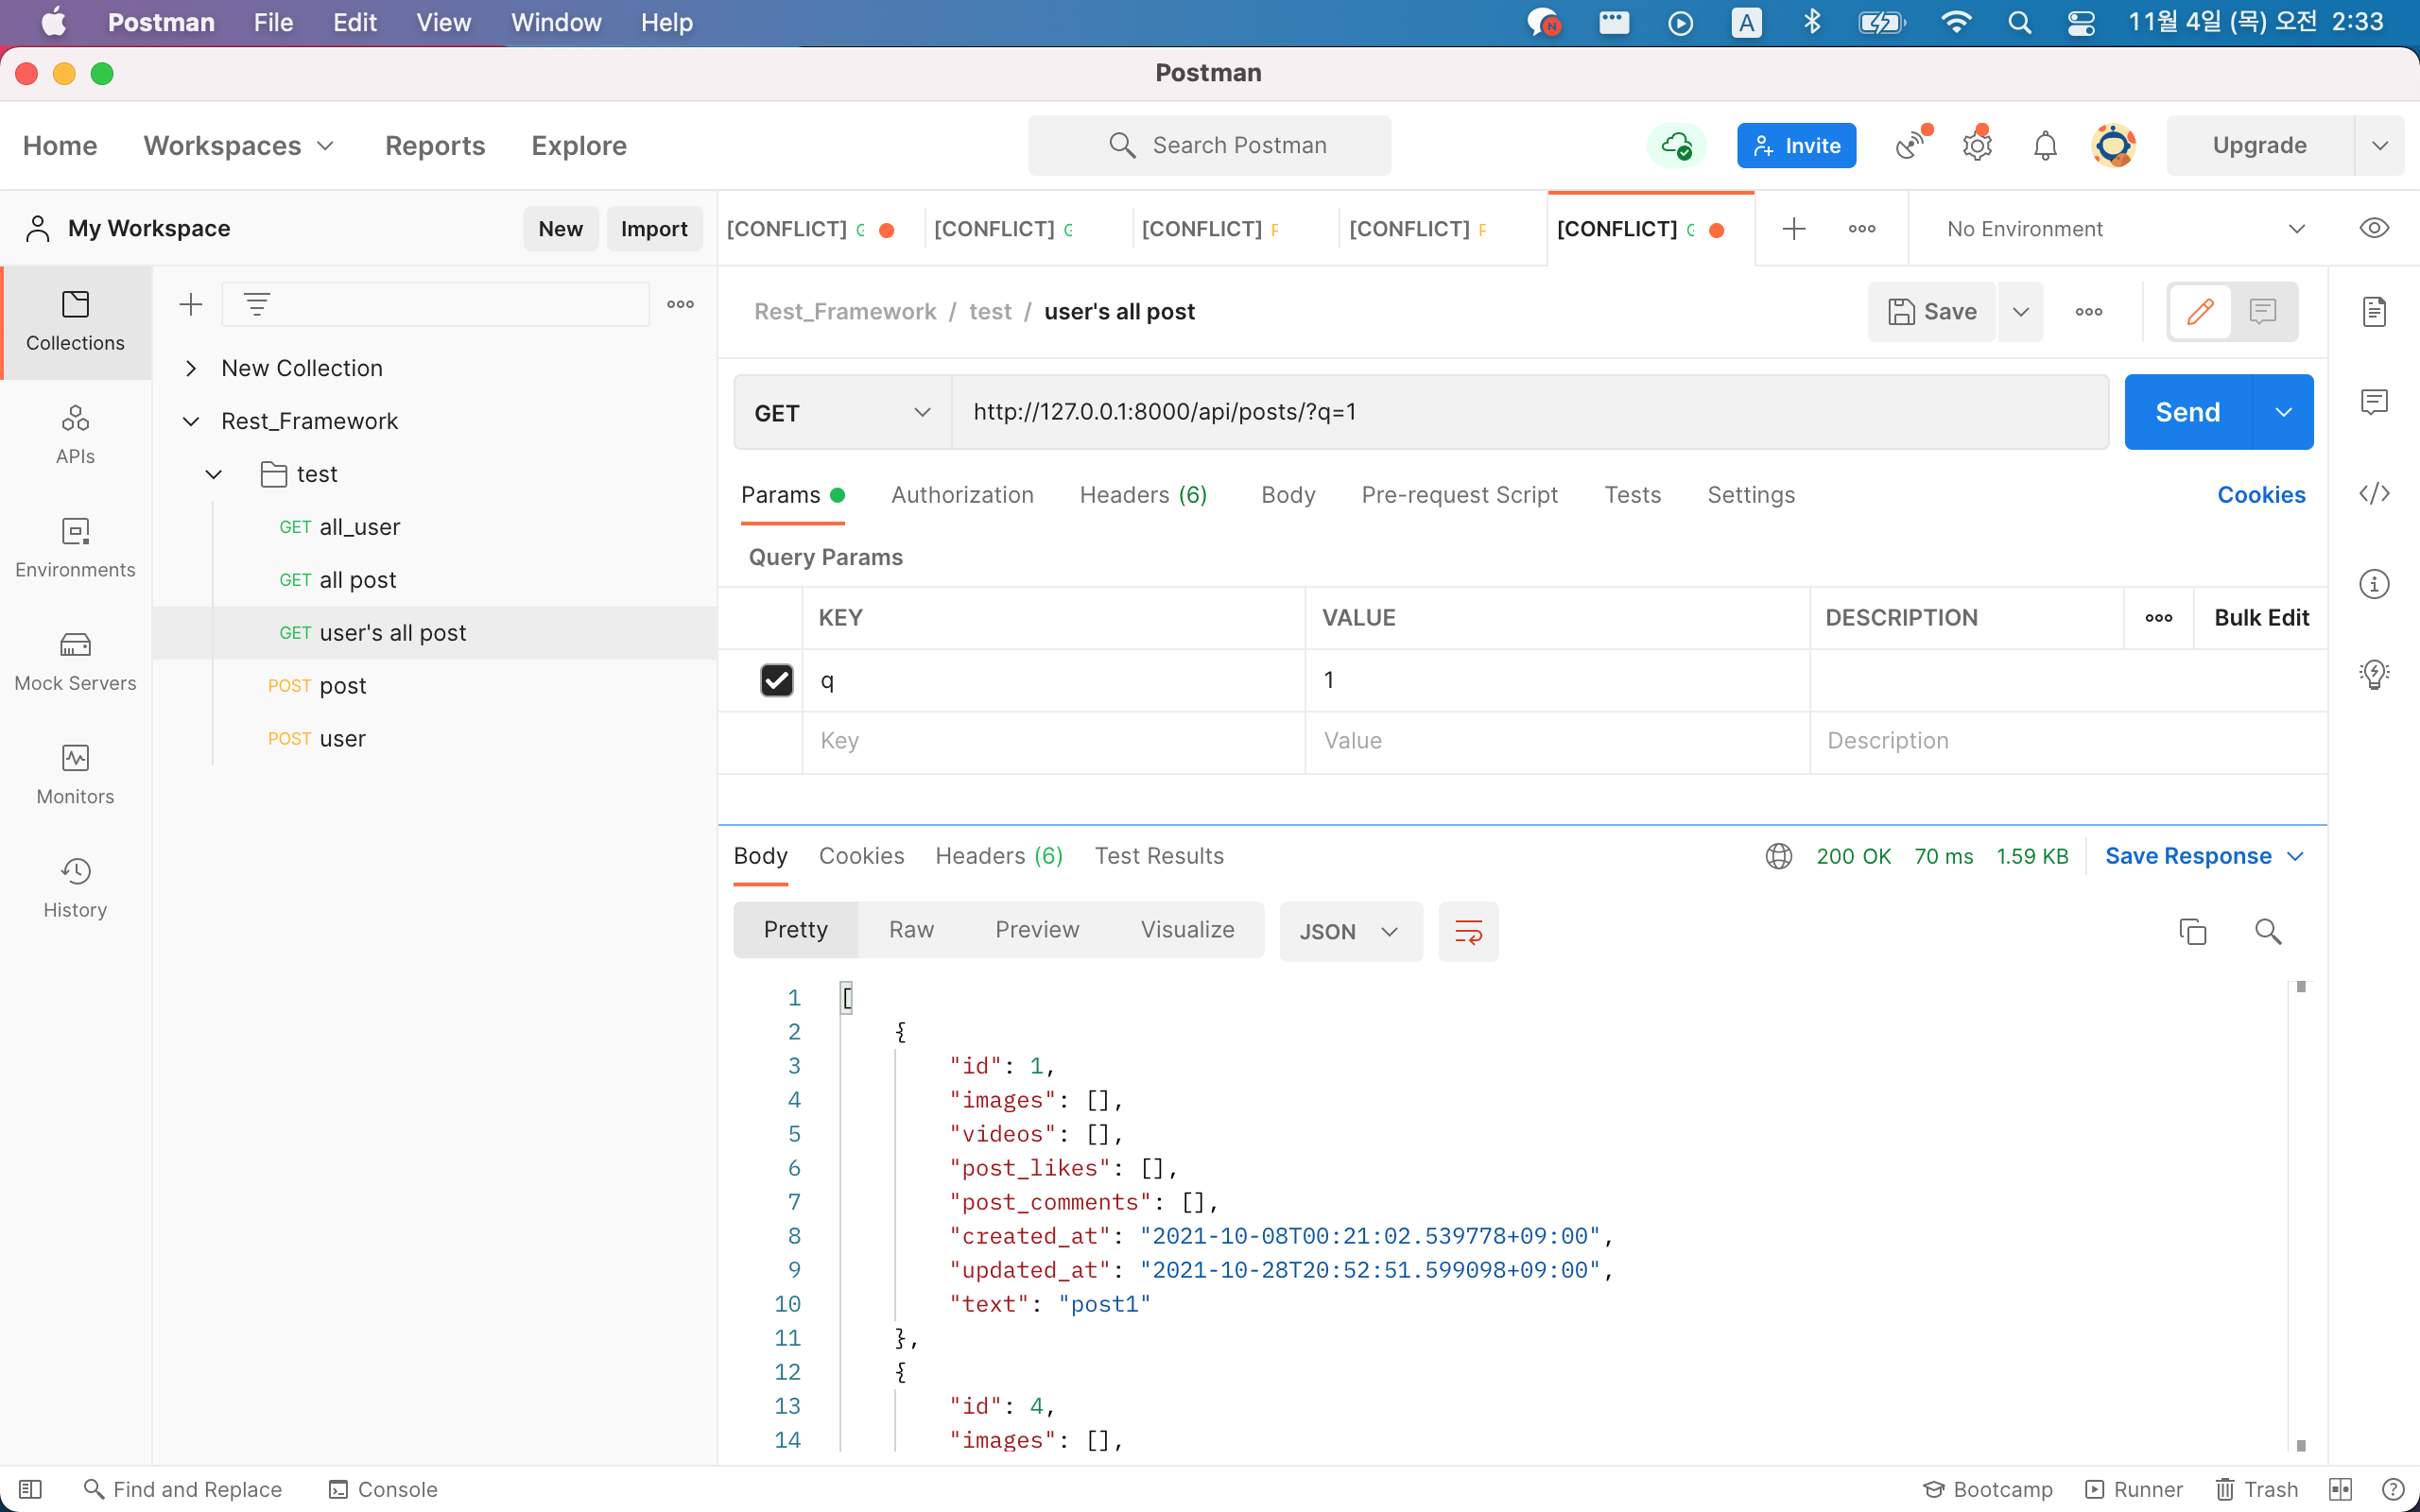 Postman File Edit View Window Help A 11월 4일 (목) 오전 2:33
Postman
Home Workspaces Reports Explore Search Postman Invite Upgrade
My Workspace New Import [CONFLICT] [CONFLICT] [CONFLICT] [CONFLICT] [CONFLICT] No Environment
Collections
APIs
Environments
Mock Servers
Monitors
History
New Collection
Rest_Framework
test
GET all_user
GET all post
GET user's all post
POST post
POST user
Rest_Framework / test / user's all post Save
GET http://127.0.0.1:8000/api/posts/?q=1 Send
Params Authorization Headers (6) Body Pre-request Script Tests Settings Cookies
Query Params
KEY VALUE DESCRIPTION Bulk Edit
q 1
Key Value Description
Body Cookies Headers (6) Test Results 200 OK 70 ms 1.59 KB Save Response
Pretty Raw Preview Visualize JSON
1 [
2 {
3 "id": 1,
4 "images": [],
5 "videos": [],
6 "post_likes": [],
7 "post_comments": [],
8 "created_at": "2021-10-08T00:21:02.539778+09:00",
9 "updated_at": "2021-10-28T20:52:51.599098+09:00",
10 "text": "post1"
11 },
12 {
13 "id": 4,
14 "images": [],
Find and Replace Console Bootcamp Runner Trash